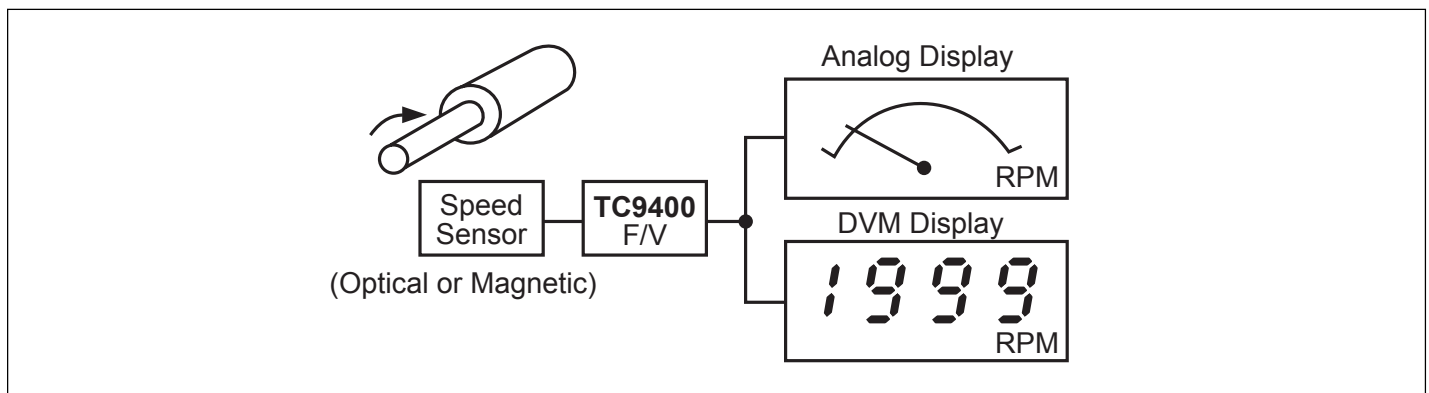 Analog Display
RPM
Speed
Sensor
TC9400
F/V
(Optical or Magnetic)
DVM Display
1999
RPM